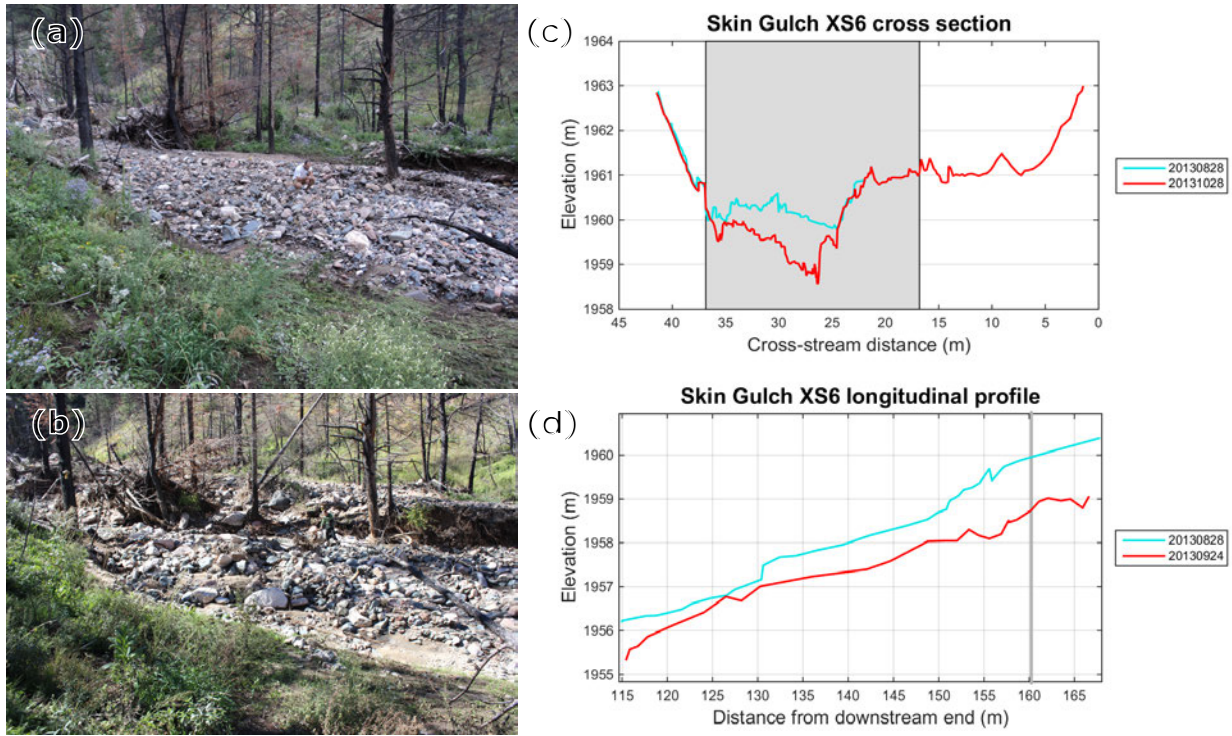 (a)
(b)
(c)
Skin Gulch XS6 cross section
Elevation (m)
1964
1963
1962
1961
1960
1959
1958
45 40 35 30 25 20 15 10 5 0
Cross-stream distance (m)
20130828
20131028
(d)
Skin Gulch XS6 longitudinal profile
Elevation (m)
1960
1959
1958
1957
1956
1955
115 120 125 130 135 140 145 150 155 160 165
Distance from downstream end (m)
20130828
20130924